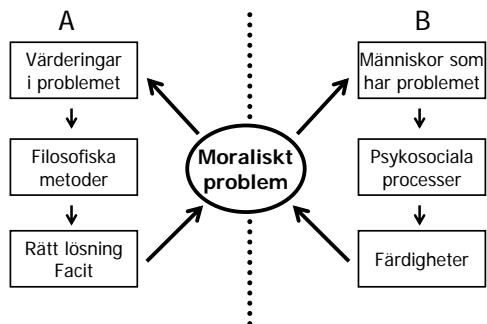 A
Värderingar
i problemet
Filosofiska
metoder
Rätt lösning
Facit
Moraliskt
problem
B
Människor som
har problemet
Psykosociala
processer
Färdigheter